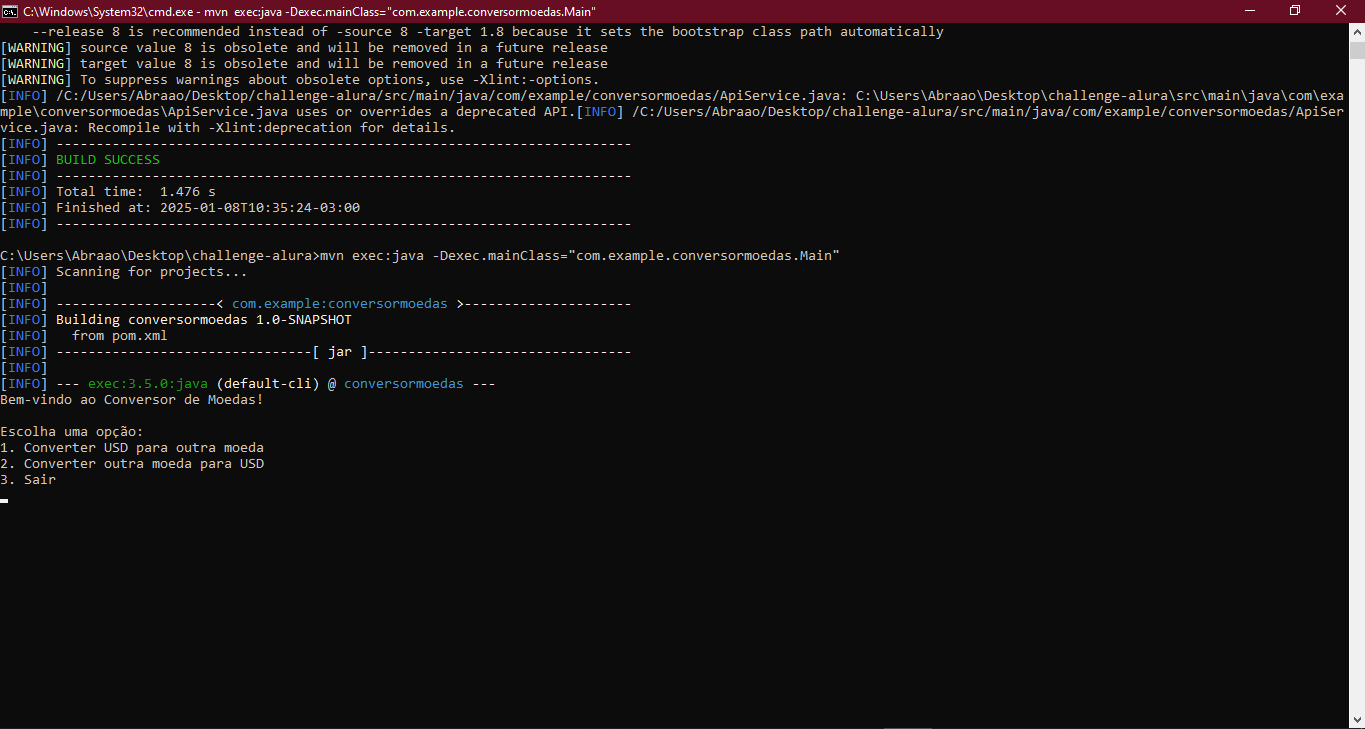 C:\Windows\System32\cmd.exe - mvn  exec:java -Dexec.mainClass="com.example.conversormoedas.Main"
    --release 8 is recommended instead of -source 8 -target 1.8 because it sets the bootstrap class path automatically
[WARNING] source value 8 is obsolete and will be removed in a future release
[WARNING] target value 8 is obsolete and will be removed in a future release
[WARNING] To suppress warnings about obsolete options, use -Xlint:-options.
[INFO] /C:/Users/Abraao/Desktop/challenge-alura/src/main/java/com/example/conversormoedas/ApiService.java: C:\Users\Abraao\Desktop\challenge-alura\src\main\java\com\exa
mple\conversormoedas\ApiService.java uses or overrides a deprecated API.[INFO] /C:/Users/Abraao/Desktop/challenge-alura/src/main/java/com/example/conversormoedas/ApiSer
vice.java: Recompile with -Xlint:deprecation for details.
[INFO] ------------------------------------------------------------------------
[INFO] BUILD SUCCESS
[INFO] ------------------------------------------------------------------------
[INFO] Total time:  1.476 s
[INFO] Finished at: 2025-01-08T10:35:24-03:00
[INFO] ------------------------------------------------------------------------
C:\Users\Abraao\Desktop\challenge-alura>mvn exec:java -Dexec.mainClass="com.example.conversormoedas.Main"
[INFO] Scanning for projects...
[INFO]
[INFO] --------------------< com.example:conversormoedas >---------------------
[INFO] Building conversormoedas 1.0-SNAPSHOT
[INFO]   from pom.xml
[INFO] --------------------------------[ jar ]---------------------------------
[INFO]
[INFO] --- exec:3.5.0:java (default-cli) @ conversormoedas ---
Bem-vindo ao Conversor de Moedas!
Escolha uma opção:
1. Converter USD para outra moeda
2. Converter outra moeda para USD
3. Sair